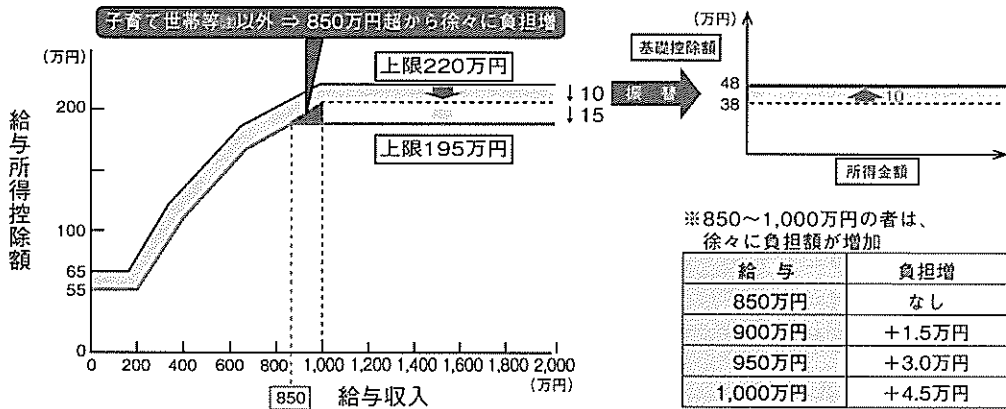 子育て世帯等注以外 ⇒ 850万円超から徐々に負担増
(万円)
給与所得控除額
200
100
65
55
0
上限220万円
上限195万円
↓10
↓15
0 200 400 600 800 1,000 1,200 1,400 1,600 1,800 2,000
(万円)
850
給与収入
振替
(万円)
基礎控除額
48
38
10
所得金額
※850～1,000万円の者は、
徐々に負担額が増加
給 与 負担増
850万円 なし
900万円 +1.5万円
950万円 +3.0万円
1,000万円 +4.5万円